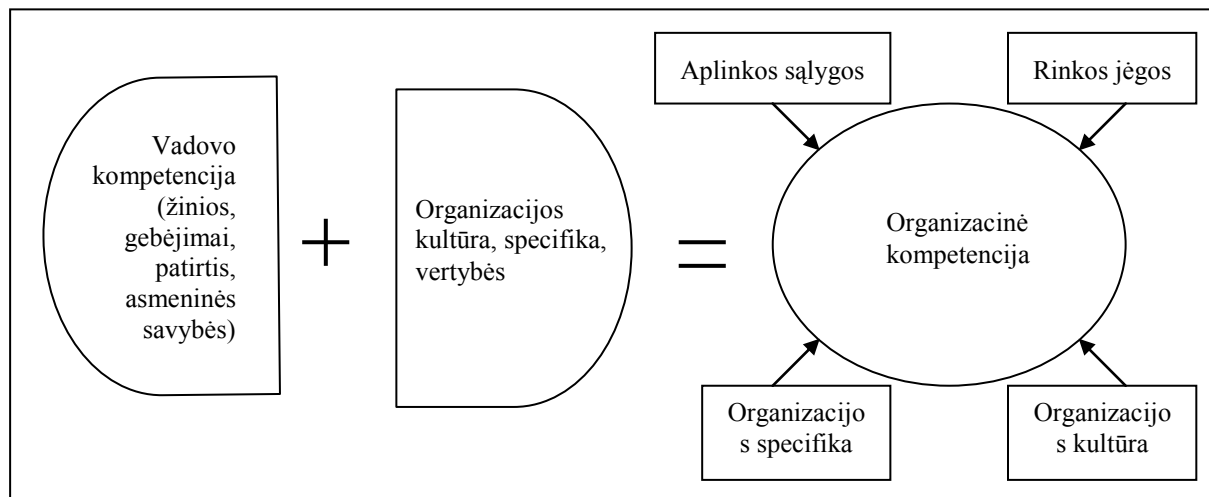 Vadovo
kompetencija
(žinios,
gebėjimai,
patirtis,
asmeninės
savybės)
+
Organizacijos
kultūra, specifika,
vertybės
=
Aplinkos sąlygos
Rinkos jėgos
Organizacinė
kompetencija
Organizacijo
s specifika
Organizacijo
s kultūra